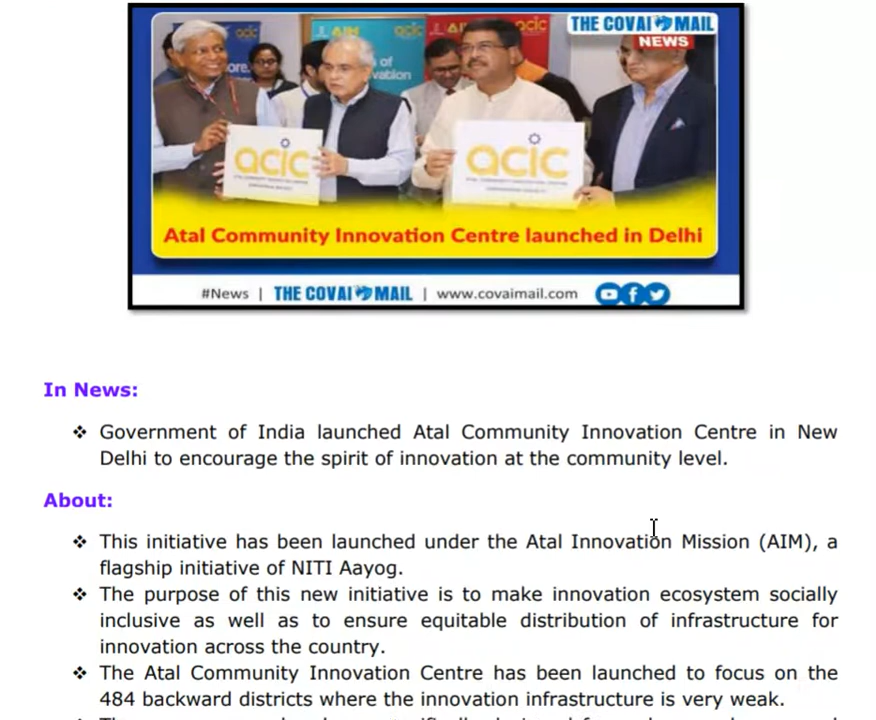 THE COVAI MAIL
NEWS
AIM
acic
acic
acic
Atal Community Innovation Centre launched in Delhi
#News | THE COVAI MAIL | www.covaimail.com
In News:
❖ Government of India launched Atal Community Innovation Centre in New
Delhi to encourage the spirit of innovation at the community level.
About:
❖ This initiative has been launched under the Atal Innovation Mission (AIM), a
flagship initiative of NITI Aayog.
❖ The purpose of this new initiative is to make innovation ecosystem socially
inclusive as well as to ensure equitable distribution of infrastructure for
innovation across the country.
❖ The Atal Community Innovation Centre has been launched to focus on the
484 backward districts where the innovation infrastructure is very weak.